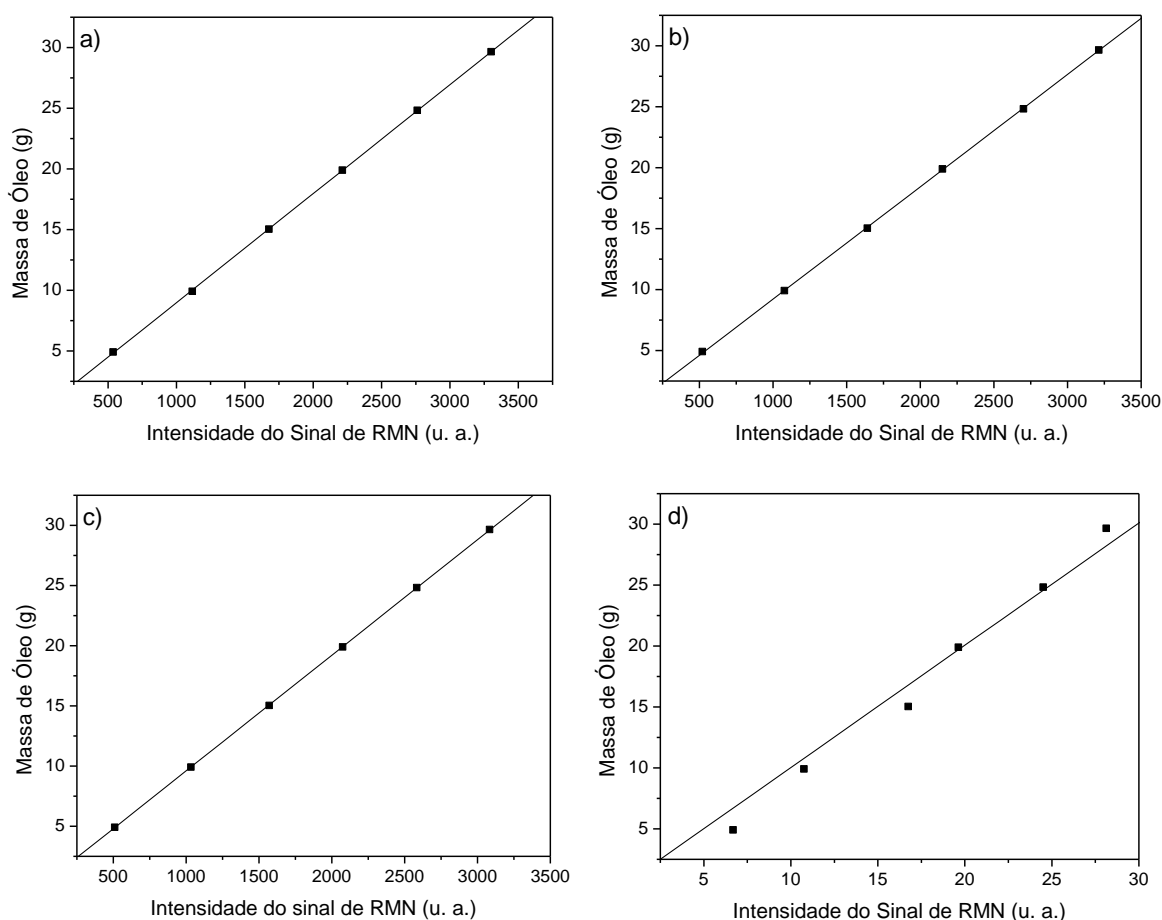 a)
30
25
20
15
10
5
Massa de Óleo (g)
500 1000 1500 2000 2500 3000 3500
Intensidade do Sinal de RMN (u. a.)
b)
30
25
20
15
10
5
Massa de Óleo (g)
500 1000 1500 2000 2500 3000 3500
Intensidade do Sinal de RMN (u. a.)
c)
30
25
20
15
10
5
Massa de Óleo (g)
500 1000 1500 2000 2500 3000 3500
Intensidade do sinal de RMN (u. a.)
d)
30
25
20
15
10
5
Massa de Óleo (g)
5 10 15 20 25 30
Intensidade do Sinal de RMN (u. a.)